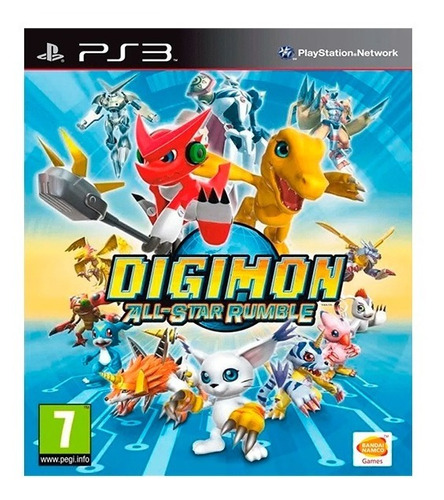 PS3
PlayStation®Network
DIGIMON
ALL-STAR RUMBLE
7
www.pegi.info
BANDAI
NAMCO
Games